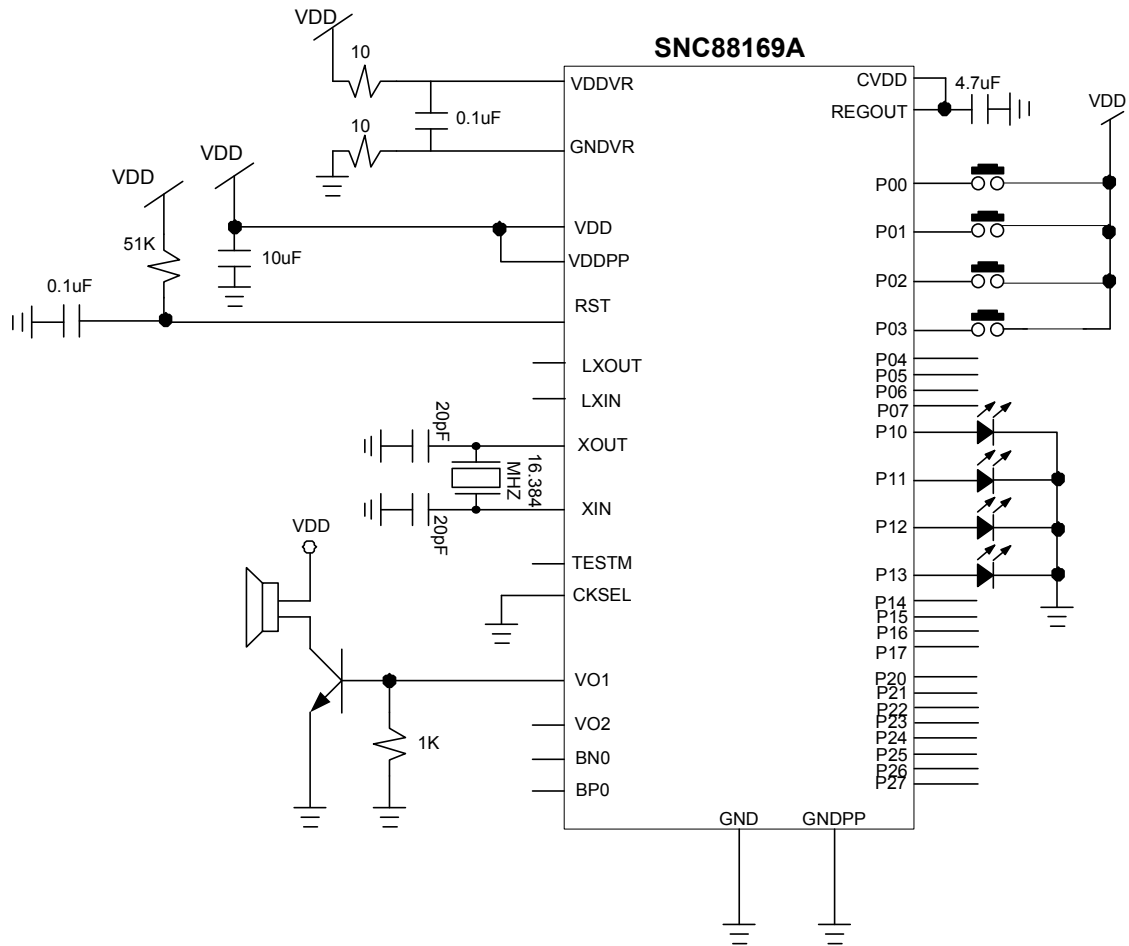 SNC88169A
VDD
10
VDDVR
0.1uF
10
GNDVR
VDD
VDD
VDD
51K
10uF
VDDPP
0.1uF
RST
LXOUT
LXIN
20pF
XOUT
16.384
MHZ
XIN
20pF
VDD
TESTM
CKSEL
VO1
VO2
1K
BN0
BP0
CVDD
4.7uF
REGOUT
VDD
P00
P01
P02
P03
P04
P05
P06
P07
P10
P11
P12
P13
P14
P15
P16
P17
P20
P21
P22
P23
P24
P25
P26
P27
GND
GNDPP